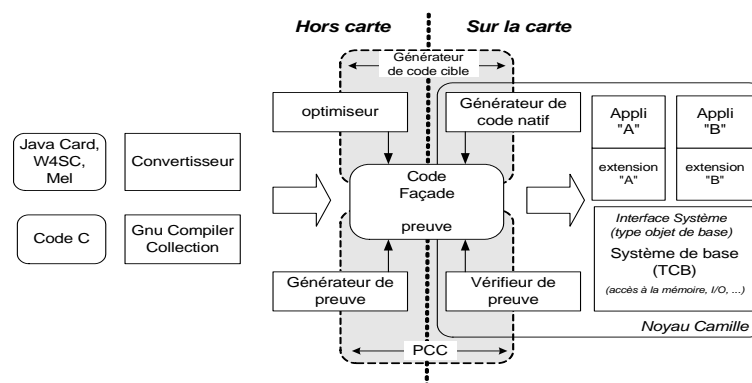 Hors carte
Sur la carte
Générateur
de code cible
optimiseur
Générateur de
code natif
Appli
"A"
Appli
"B"
Java Card,
W4SC,
Mel
Convertisseur
Code
Façade
preuve
extension
"A"
extension
"B"
Code C
Gnu Compiler
Collection
Interface Système
(type objet de base)
Système de base
(TCB)
(accès à la mémoire, I/O, ...)
Générateur de
preuve
Vérifieur de
preuve
Noyau Camille
PCC